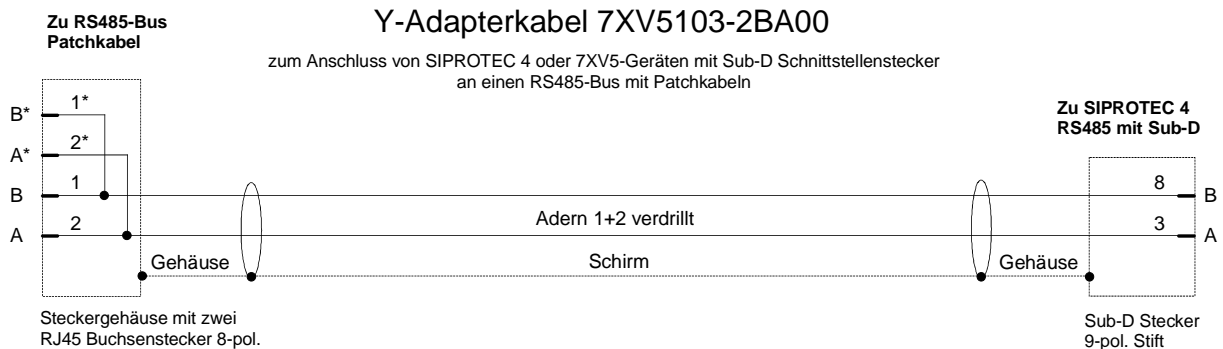 Zu RS485-Bus
Patchkabel
Y-Adapterkabel 7XV5103-2BA00
zum Anschluss von SIPROTEC 4 oder 7XV5-Geräten mit Sub-D Schnittstellenstecker
an einen RS485-Bus mit Patchkabeln
Zu SIPROTEC 4
RS485 mit Sub-D
B* 1*
A* 2*
B 1 8 B
Adern 1+2 verdrillt
A 2 3 A
Gehäuse Schirm Gehäuse
Steckergehäuse mit zwei
RJ45 Buchsenstecker 8-pol.
Sub-D Stecker
9-pol. Stift